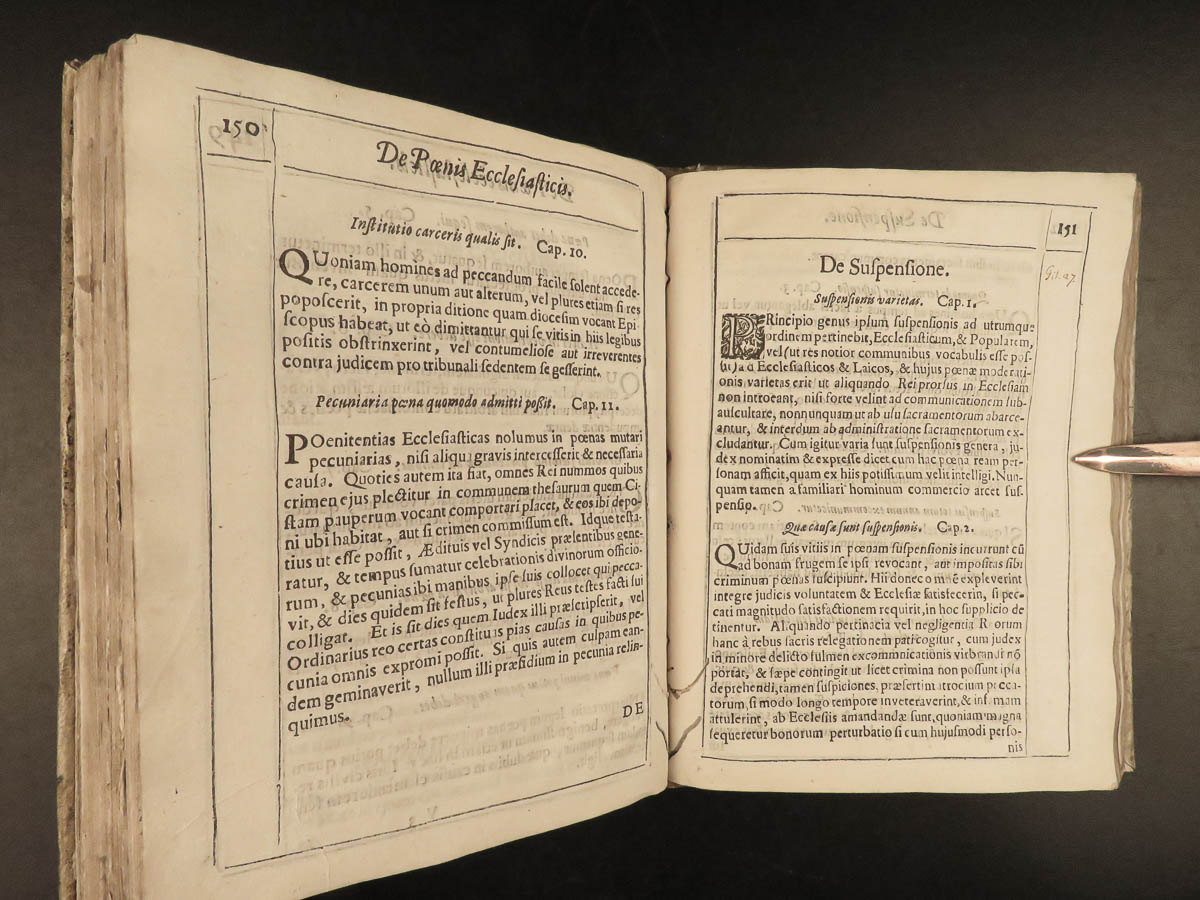 150
De Pœnis Ecclesiasticis.
Institutio carceris qualis sit. Cap. 10.
QUoniam homines ad peccandum facile solent accede-
re, carcerem unum aut alterum, vel plures etiam si res
poposcerit, in propria ditione quam diocesim vocant Epi
scopus habeat, ut eò dimittantur qui se vitiis in hiis legibus
positis obstrinxerint, vel contumeliose aut irreverentes
contra judicem pro tribunali sedentem se gesserint.
Pecuniaria pœna quomodo admitti possit. Cap. 11.
POenitentias Ecclesiasticas nolumus in pœnas mutari
pecuniarias, nisi aliqua gravis intercesserit & necessaria
causa. Quoties autem ita fiat, omnes Rei nummos quibus
crimen ejus plectitur in communem thesaurum quem Ci-
stam pauperum vocant comportari placet, & eos ibi depo-
ni ubi habitat, aut si crimen commissum est. Idque testa-
tius ut esse possit, Ædituis vel Syndicis præsentibus gene-
ratur, & tempus sumatur celebrationis divinorum officio-
rum, & pecunias ibi manibus ipse suis collocet qui pecca-
vit, & dies quidem sit festus, ut plures Reus testes facti sui
colligat. Et is sit dies quem Iudex illi præscripserit, vel
Ordinarius reo certas constituas pias causas in quibus pe-
cunia omnis expromi possit. Si quis autem culpam ean-
dem geminaverit, nullum illi præsidium in pecunia relin-
quimus.
DE
151
De Suspensione.
Suspensionis varietas. Cap. 1.
PRincipio genus ipsum suspensionis ad utrumque
ordinem pertinebit, Ecclesiasticum, & Popularem,
vel (ut res notior communibus vocabulis esse pos-
sit) ad Ecclesiasticos & Laicos, & hujus pœnæ moderati-
onis varietas erit ut aliquando Rei prorsus in Ecclesiam
non introeant, nisi forte velint ad communicationem sub-
auscultare, nonnunquam ut ab usu sacramentorum abarce-
antur, & interdum ab administratione sacramentorum ex-
cludantur. Cum igitur varia sunt suspensionis genera, ju-
dex nominatim & expresse dicet cum hac pœna ream per-
sonam afficit, quam ex hiis potissimum velit intelligi. Nun-
quam tamen a familiari hominum commercio arcet sus-
pensio.
Quæ causæ sunt suspensionis. Cap. 2.
QUidam suis vitiis in pœnam suspensionis incurrunt cũ
ad bonam frugem se ipsi revocant, aut impositas sibi
criminum pœnas suscipiunt. Hii donec omnẽ expleverint
integre judicis voluntatem & Ecclesiæ satisfecerin, si pec-
cati magnitudo satisfactionem requirit, in hoc supplicio de
tinentur. Aliquando pertinacia vel negligentia Reorum
hanc à rebus sacris relegationem pati cogitur, cum judex
in minore delicto fulmen excommunicationis vibrandi nõ
portat, & sæpe contingit ut licet crimina non possunt ipsa
deprehendi, tamen suspiciones, præsertim atrocium pecca-
torum, si modo longo tempore inveteraverint, & infamam
attulerint, ab Ecclesiis amandandæ sunt, quoniam magna
sequeretur bonorum perturbatio si cum hujusmodi perso-
nis